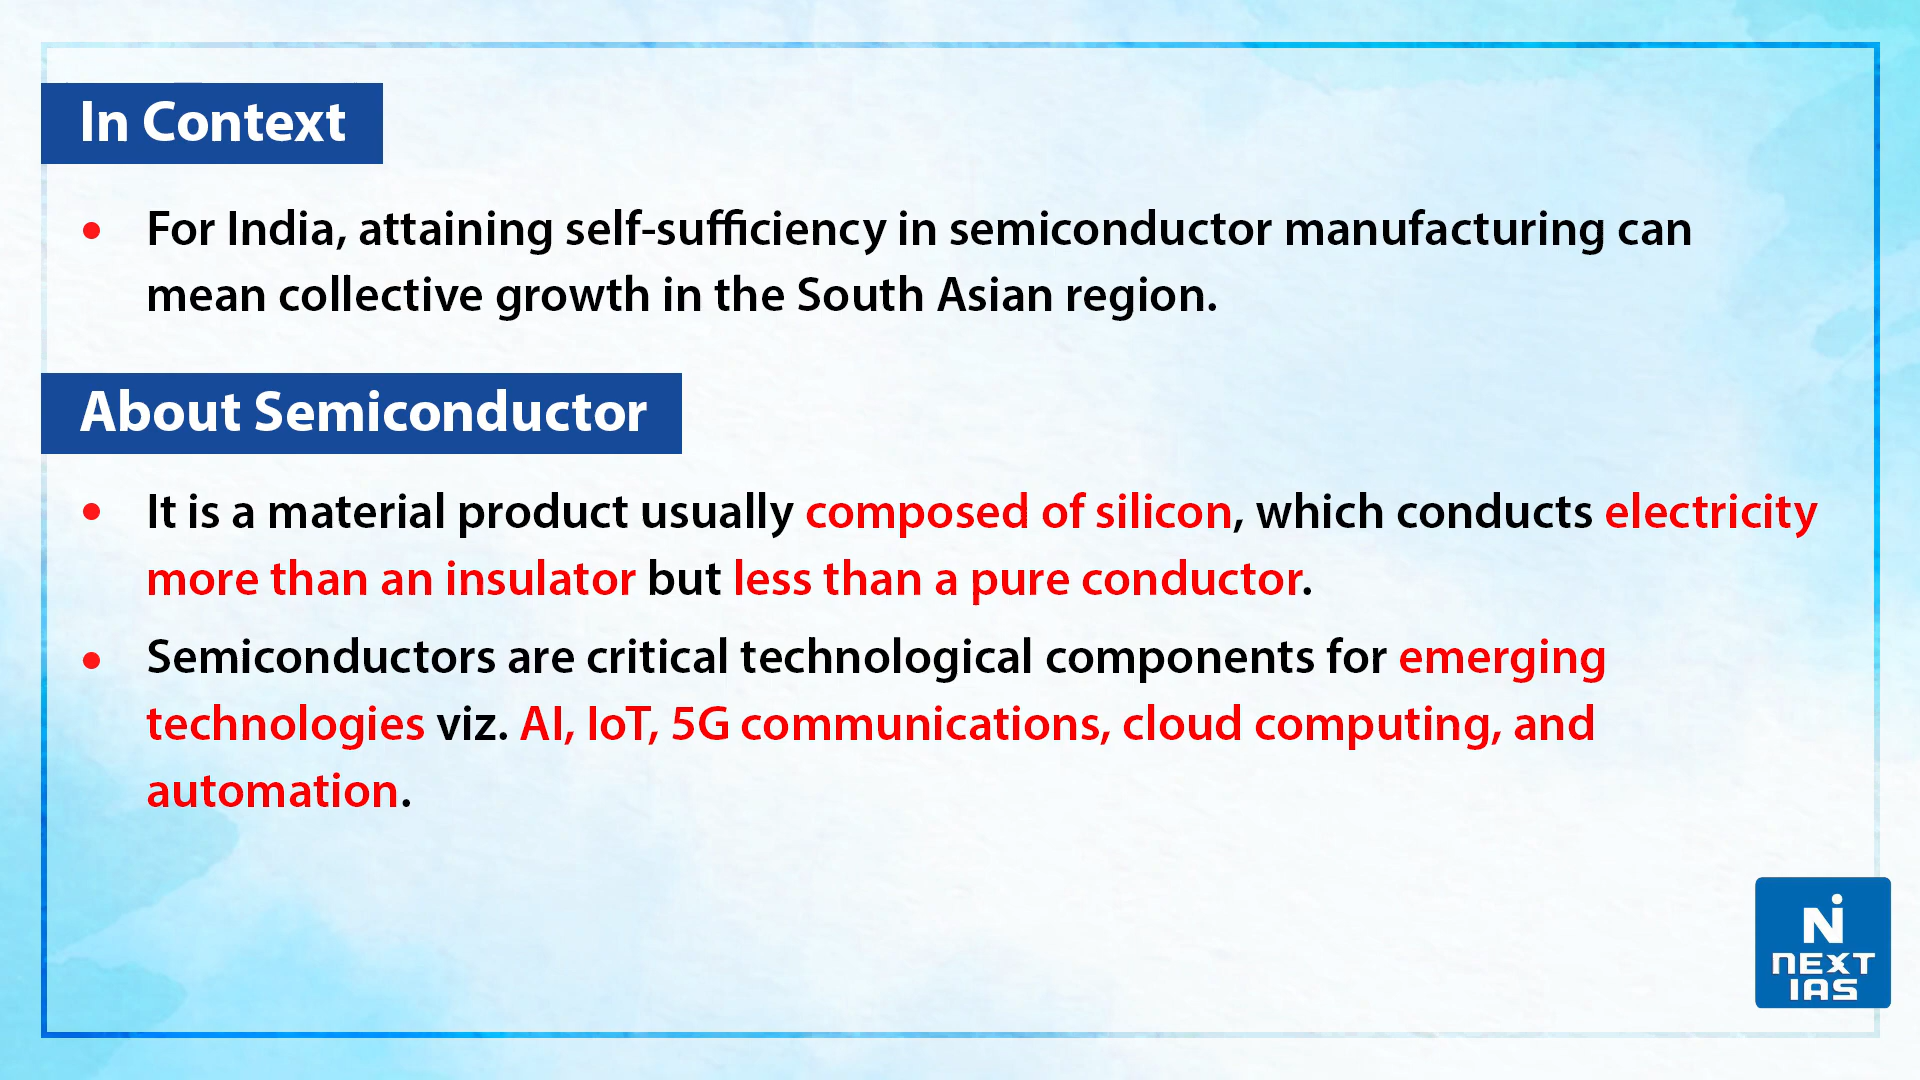 In Context
• For India, attaining self-sufficiency in semiconductor manufacturing can
mean collective growth in the South Asian region.
About Semiconductor
• It is a material product usually composed of silicon, which conducts electricity
more than an insulator but less than a pure conductor.
• Semiconductors are critical technological components for emerging
technologies viz. AI, IoT, 5G communications, cloud computing, and
automation.
N
NEXT
IAS